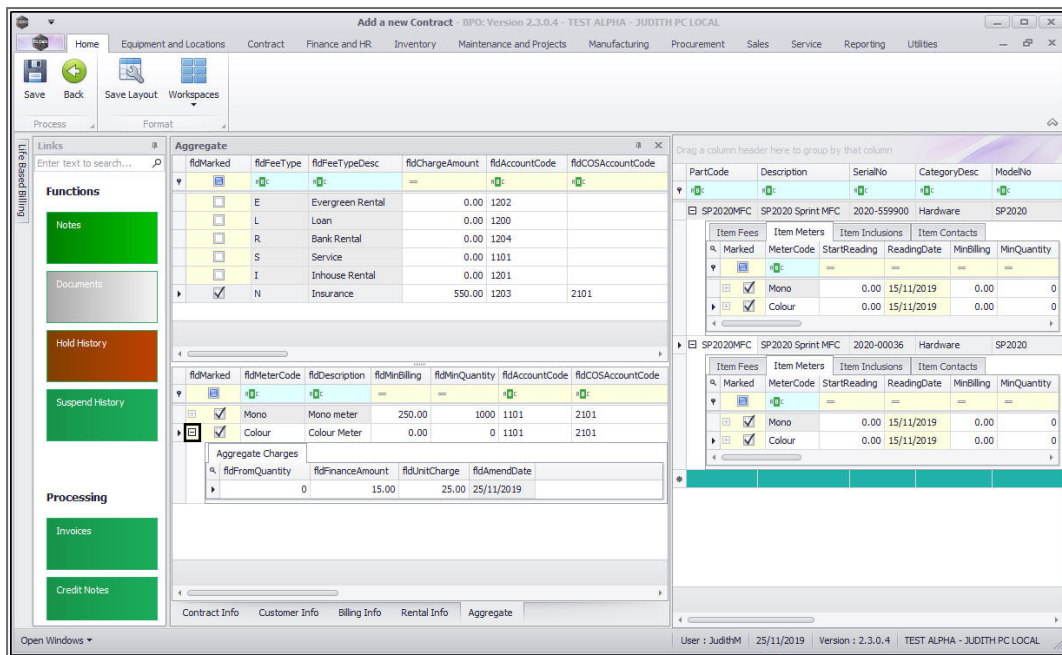 Add a new Contract - BPO: Version 2.3.0.4 - TEST ALPHA - JUDITH PC LOCAL
Home Equipment and Locations Contract Finance and HR Inventory Maintenance and Projects Manufacturing Procurement Sales Service Reporting Utilities
Save Back Save Layout Workspaces
Process Format
Life Based Billing
Links
Enter text to search...
Functions
Notes
Documents
Hold History
Suspend History
Processing
Invoices
Credit Notes
Aggregate
fldMarked fldFeeType fldFeeTypeDesc fldChargeAmount fldAccountCode fldCOSAccountCode
E Evergreen Rental 0.00 1202
L Loan 0.00 1200
R Bank Rental 0.00 1204
S Service 0.00 1101
I Inhouse Rental 0.00 1201
N Insurance 550.00 1203 2101
fldMarked fldMeterCode fldDescription fldMinBilling fldMinQuantity fldAccountCode fldCOSAccountCode
Mono Mono meter 250.00 1000 1101 2101
Colour Colour Meter 0.00 0 1101 2101
Aggregate Charges
fldFromQuantity fldFinanceAmount fldUnitCharge fldAmendDate
0 15.00 25.00 25/11/2019
Contract Info Customer Info Billing Info Rental Info Aggregate
Drag a column header here to group by that column
PartCode Description SerialNo CategoryDesc ModelNo
SP2020MFC SP2020 Sprint MFC 2020-559900 Hardware SP2020
Item Fees Item Meters Item Inclusions Item Contacts
Marked MeterCode StartReading ReadingDate MinBilling MinQuantity
Mono 0.00 15/11/2019 0.00 0
Colour 0.00 15/11/2019 0.00 0
SP2020MFC SP2020 Sprint MFC 2020-00036 Hardware SP2020
Item Fees Item Meters Item Inclusions Item Contacts
Marked MeterCode StartReading ReadingDate MinBilling MinQuantity
Mono 0.00 15/11/2019 0.00 0
Colour 0.00 15/11/2019 0.00 0
Open Windows User : JudithM 25/11/2019 Version : 2.3.0.4 TEST ALPHA - JUDITH PC LOCAL